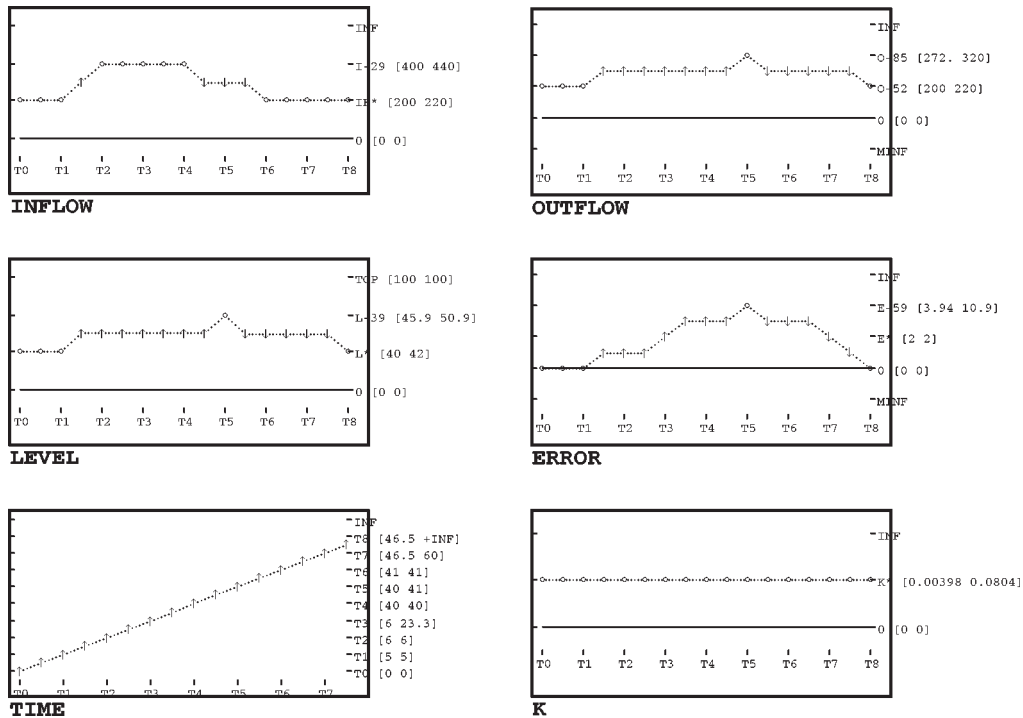 INF
I-29 [400 440]
IF* [200 220]
0 [0 0]
T0 T1 T2 T3 T4 T5 T6 T7 T8
INFLOW
INF
O-85 [272. 320]
O-52 [200 220]
0 [0 0]
MINF
T0 T1 T2 T3 T4 T5 T6 T7 T8
OUTFLOW
TOP [100 100]
L-39 [45.9 50.9]
L* [40 42]
0 [0 0]
T0 T1 T2 T3 T4 T5 T6 T7 T8
LEVEL
INF
E-59 [3.94 10.9]
E* [2 2]
0 [0 0]
MINF
T0 T1 T2 T3 T4 T5 T6 T7 T8
ERROR
INF
T8 [46.5 +INF]
T7 [46.5 60]
T6 [41 41]
T5 [40 41]
T4 [40 40]
T3 [6 23.3]
T2 [6 6]
T1 [5 5]
T0 [0 0]
T0 T1 T2 T3 T4 T5 T6 T7
TIME
INF
K* [0.00398 0.0804]
0 [0 0]
T0 T1 T2 T3 T4 T5 T6 T7 T8
K